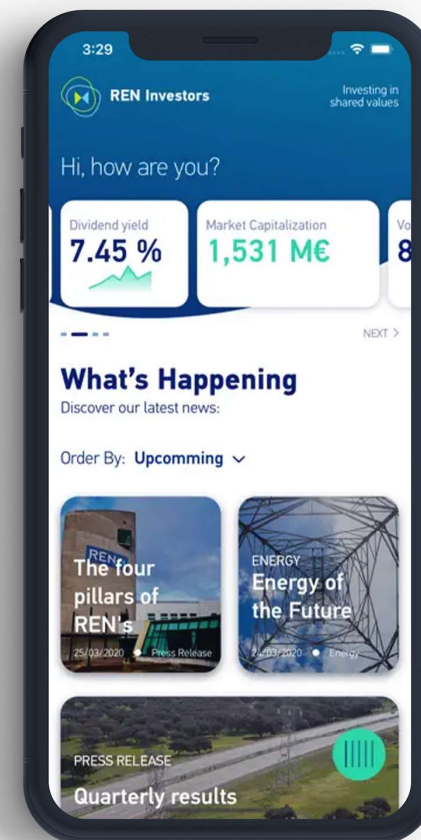 3:29
REN Investors
Investing in
shared values
Hi, how are you?
Dividend yield
7.45 %
Market Capitalization
1,531 M€
Vo
8
NEXT >
What's Happening
Discover our latest news:
Order By: Upcomming
REN
The four
pillars of
REN's
25/03/2020 Press Release
ENERGY
Energy of
the Future
24/03/2020 Energy
PRESS RELEASE
Quarterly results